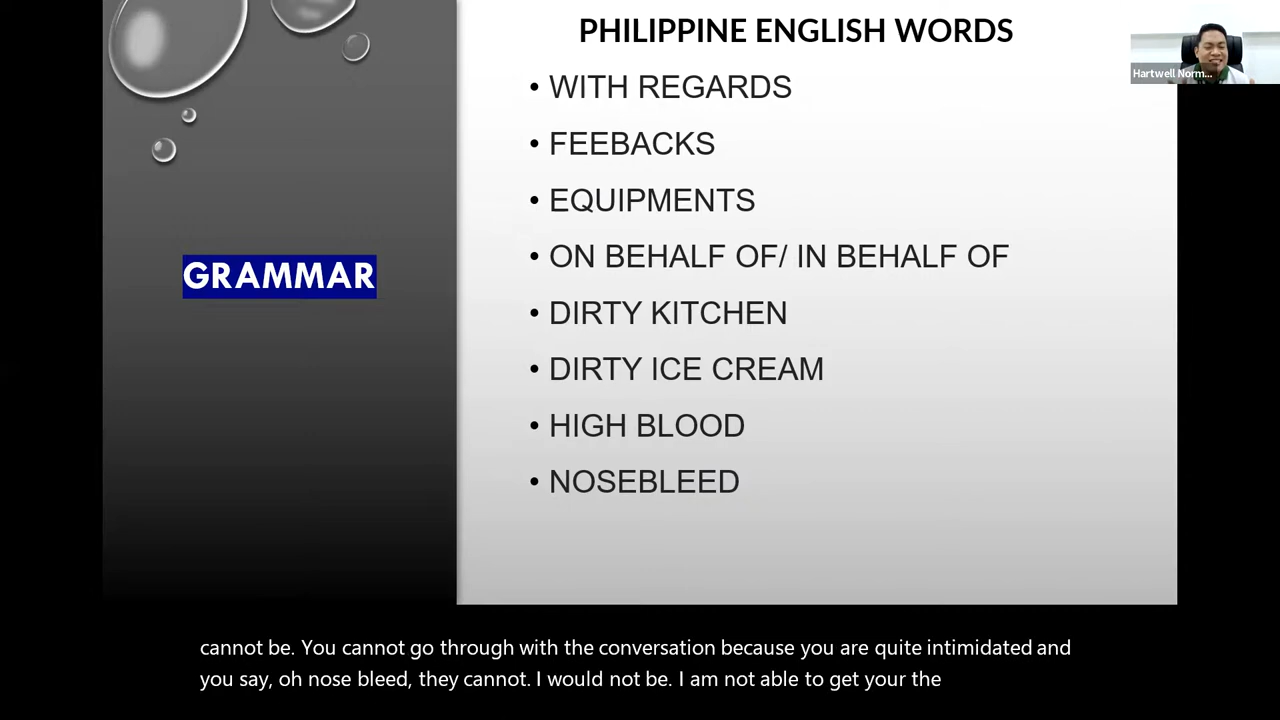 PHILIPPINE ENGLISH WORDS
Hartwell Norm...
• WITH REGARDS
• FEEBACKS
• EQUIPMENTS
• ON BEHALF OF/ IN BEHALF OF
GRAMMAR
• DIRTY KITCHEN
• DIRTY ICE CREAM
• HIGH BLOOD
• NOSEBLEED
cannot be. You cannot go through with the conversation because you are quite intimidated and
you say, oh nose bleed, they cannot. I would not be. I am not able to get your the